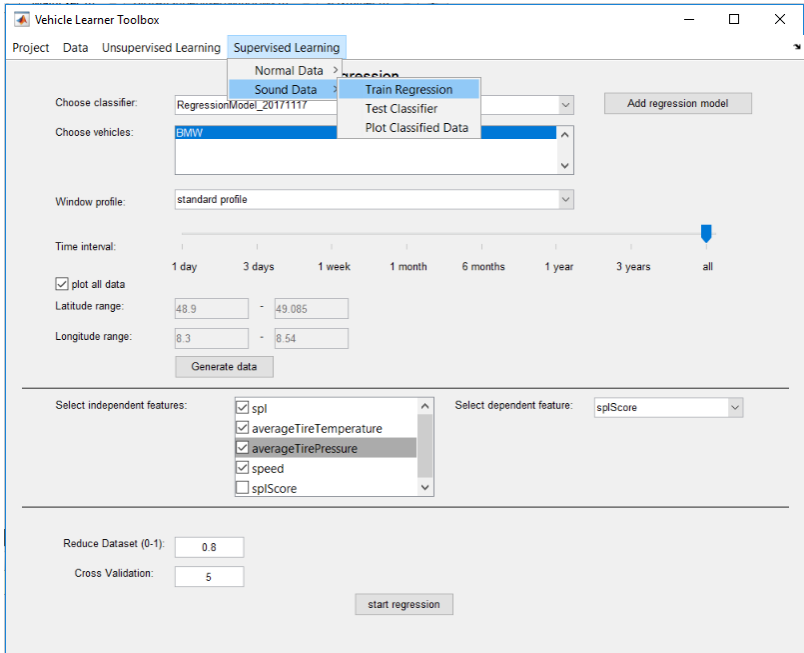 Vehicle Learner Toolbox
Project Data Unsupervised Learning Supervised Learning
Normal Data
Sound Data
Train Regression
Test Classifier
Plot Classified Data
Choose classifier: RegressionModel_20171117 Add regression model
Choose vehicles: BMW
Window profile: standard profile
Time interval:
1 day 3 days 1 week 1 month 6 months 1 year 3 years all
plot all data
Latitude range: 48.9 - 49.085
Longitude range: 8.3 - 8.54
Generate data
Select independent features: spl Select dependent feature: splScore
averageTireTemperature
averageTirePressure
speed
splScore
Reduce Dataset (0-1): 0.8
Cross Validation: 5
start regression